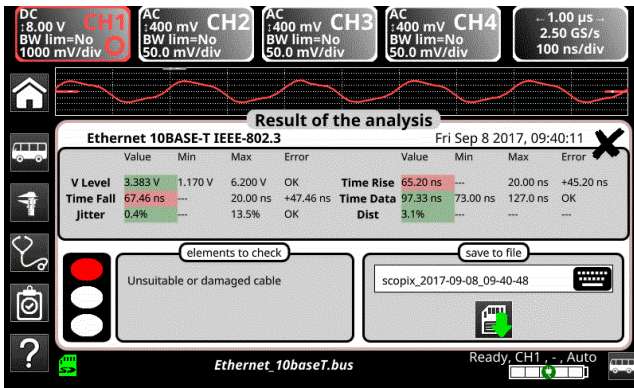 DC
↕8.00 V CH1
BW lim=No
1000 mV/div
AC
↕400 mV CH2
BW lim=No
50.0 mV/div
AC
↕400 mV CH3
BW lim=No
50.0 mV/div
AC
↕400 mV CH4
BW lim=No
50.0 mV/div
←1.00 µs→
2.50 GS/s
100 ns/div
Result of the analysis
Ethernet 10BASE-T IEEE-802.3 Fri Sep 8 2017, 09:40:11
Value Min Max Error Value Min Max Error
V Level 3.383 V 1.170 V 6.200 V OK Time Rise 65.20 ns --- 20.00 ns +45.20 ns
Time Fall 67.46 ns --- 20.00 ns +47.46 ns Time Data 97.33 ns 73.00 ns 127.0 ns OK
Jitter 0.4% --- 13.5% OK Dist 3.1% --- --- ---
elements to check
Unsuitable or damaged cable
save to file
scopix_2017-09-08_09-40-48
?
SD
Ethernet_10baseT.bus
Ready, CH1 , - , Auto